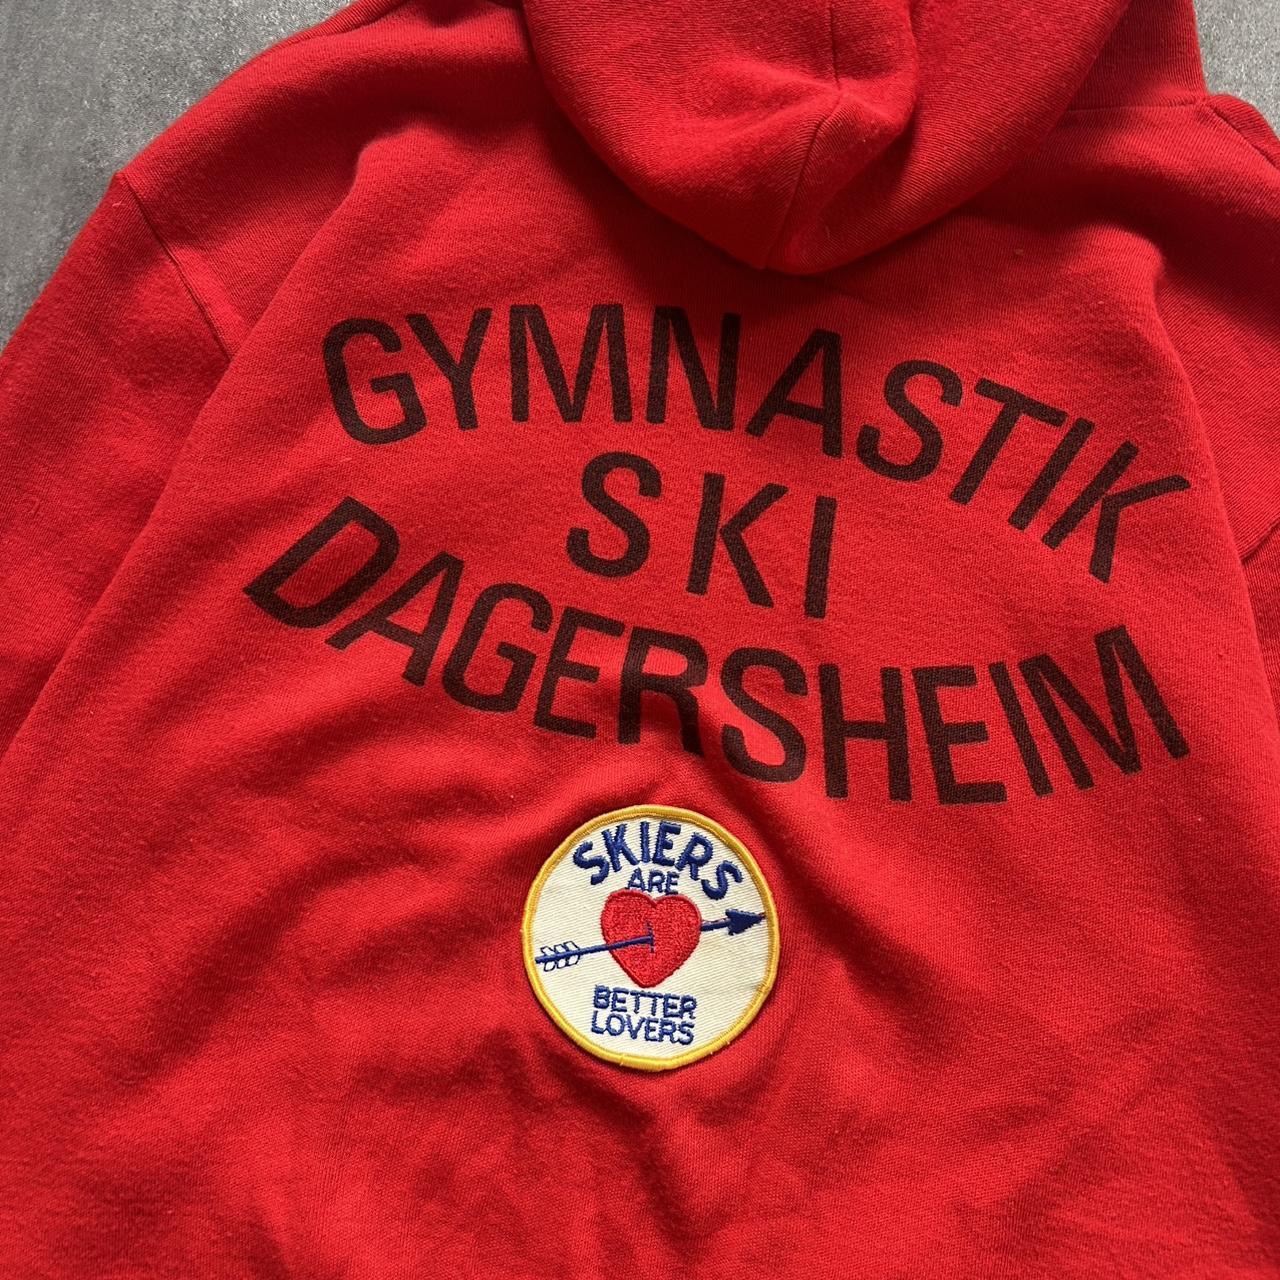 GYMNASTIK
SKI
DAGERSHEIM
SKIERS
ARE
BETTER
LOVERS